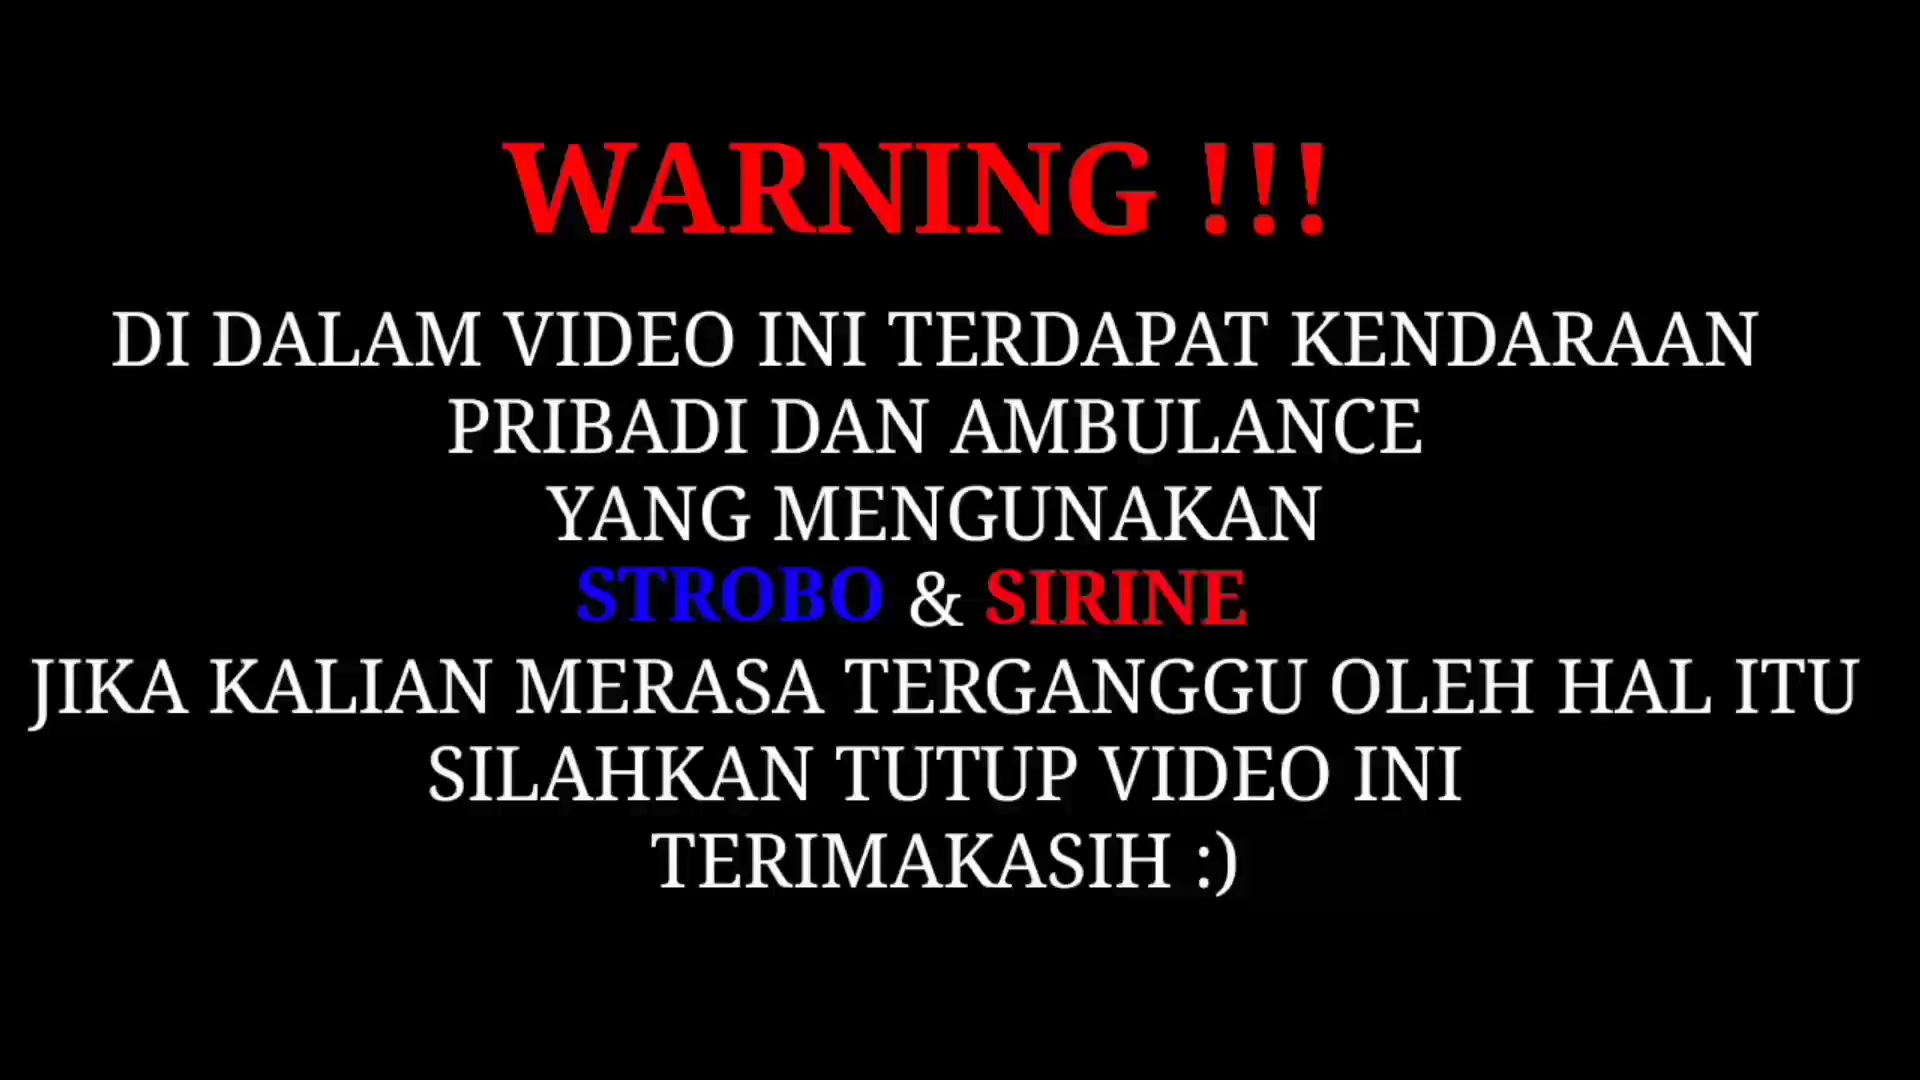 WARNING !!!
DI DALAM VIDEO INI TERDAPAT KENDARAAN
PRIBADI DAN AMBULANCE
YANG MENGUNAKAN
STROBO & SIRINE
JIKA KALIAN MERASA TERGANGGU OLEH HAL ITU
SILAHKAN TUTUP VIDEO INI
TERIMAKASIH :)